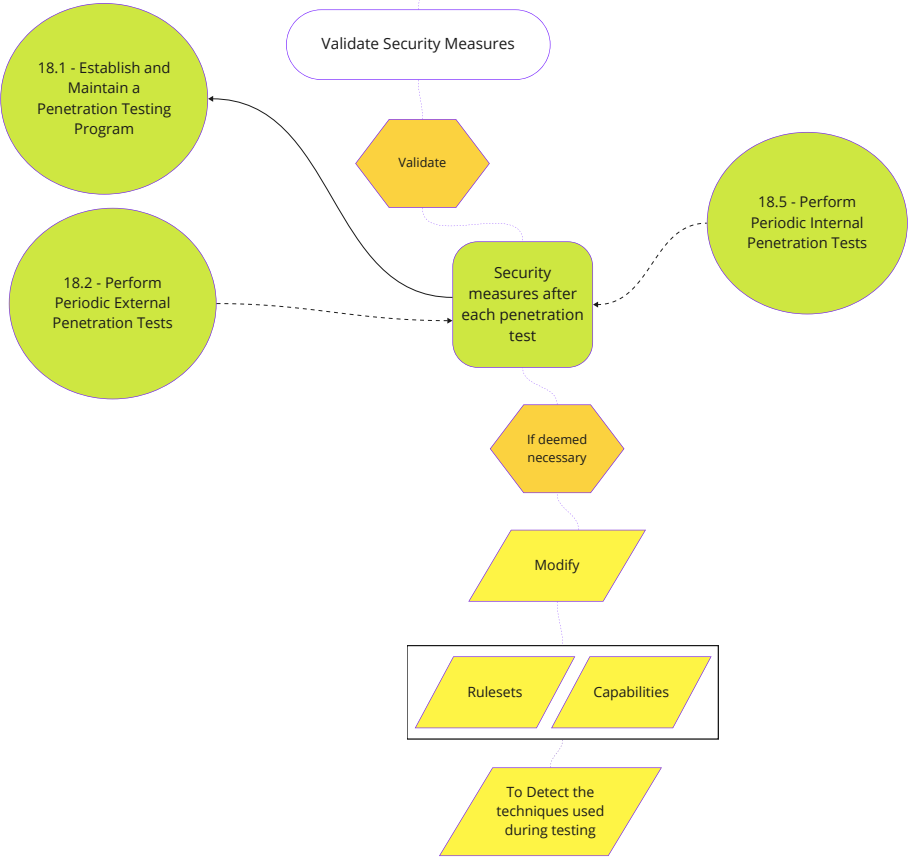 Validate Security Measures
18.1 - Establish and
Maintain a
Penetration Testing
Program
Validate
18.5 - Perform
Periodic Internal
Penetration Tests
18.2 - Perform
Periodic External
Penetration Tests
Security
measures after
each penetration
test
If deemed
necessary
Modify
Rulesets
Capabilities
To Detect the
techniques used
during testing